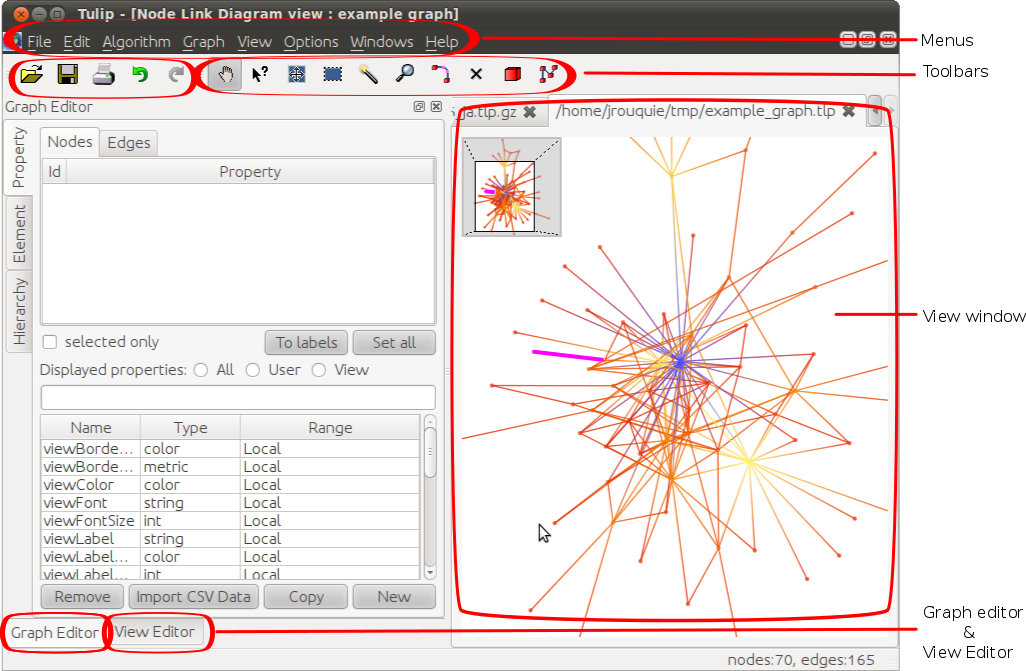 Tulip - [Node Link Diagram view : example graph]
File Edit Algorithm Graph View Options Windows Help
Menus
Toolbars
Graph Editor
ja.tlp.gz
/home/jrouquie/tmp/example_graph.tlp
Property
Element
Hierarchy
Nodes Edges
Id Property
selected only To labels Set all
Displayed properties: All User View
Name Type Range
viewBorde... color Local
viewBorde... metric Local
viewColor color Local
viewFont string Local
viewFontSize int Local
viewLabel string Local
viewLabel... color Local
viewLabel... int Local
Remove Import CSV Data Copy New
Graph Editor View Editor
View window
Graph editor
&
View Editor
nodes:70, edges:165